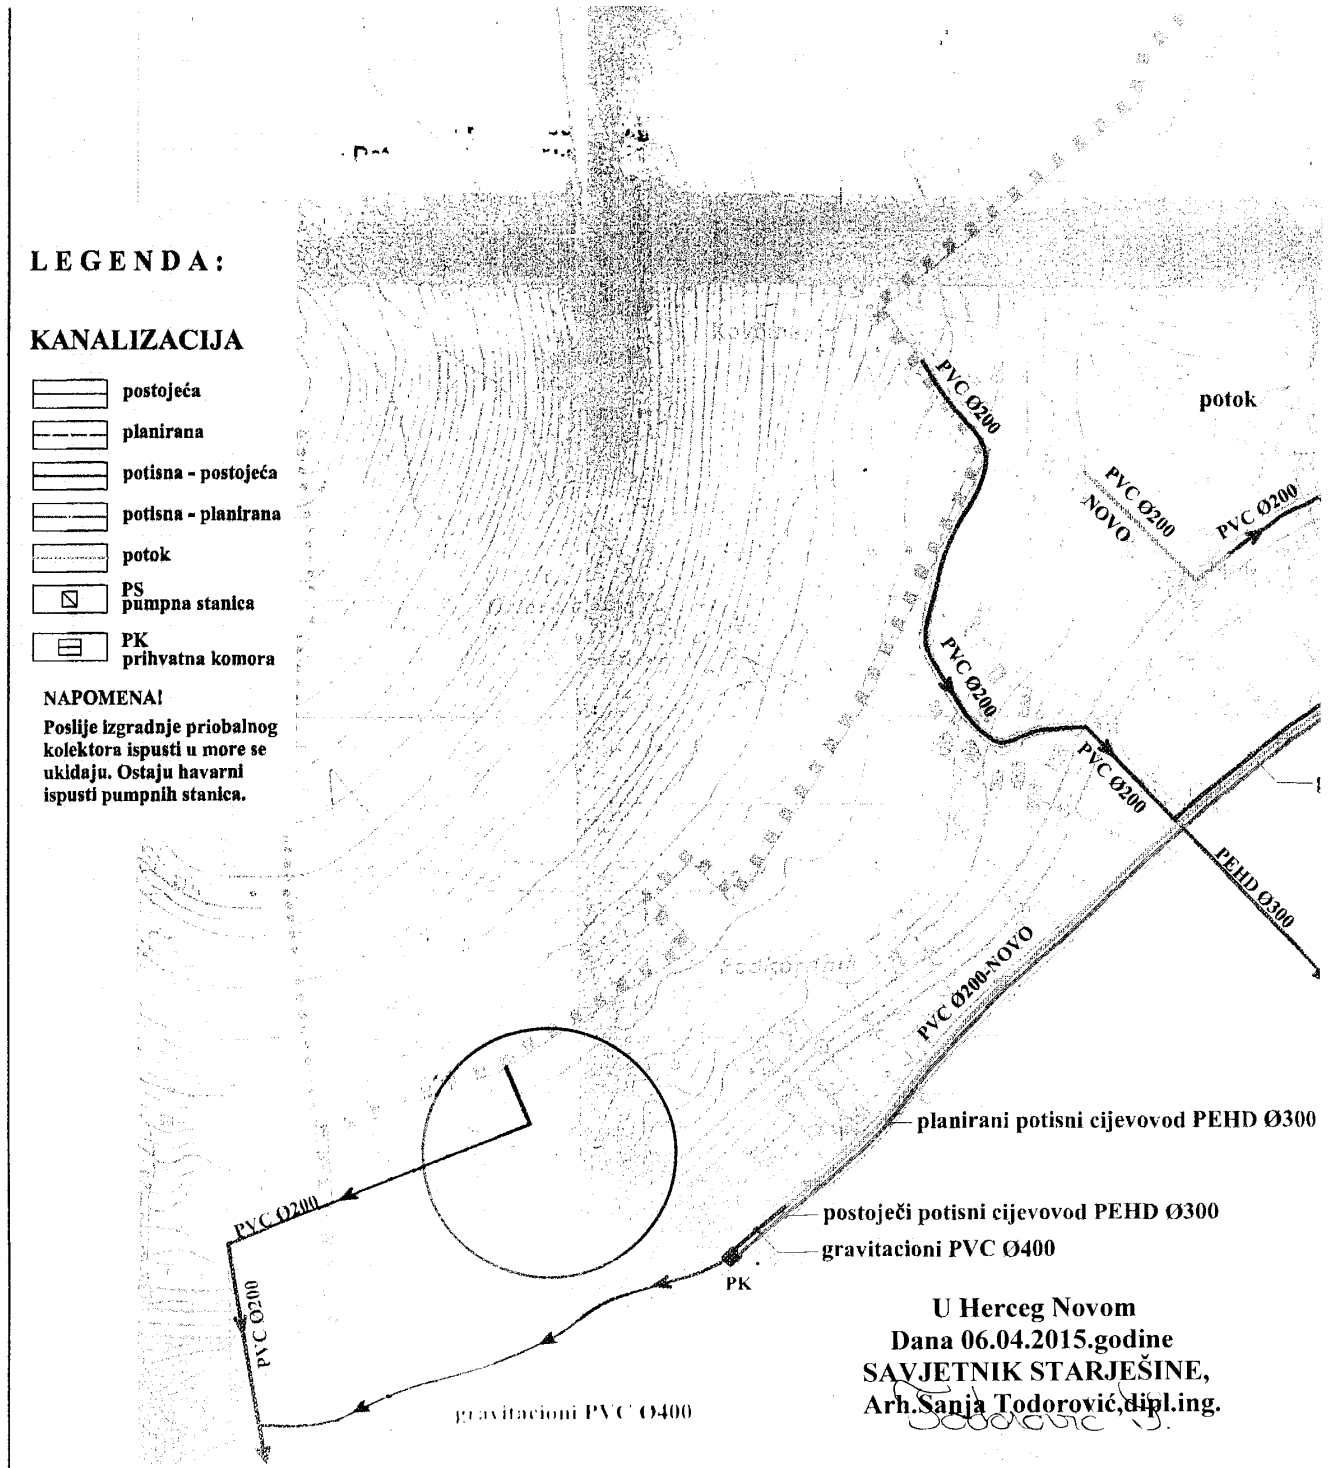 LEGENDA:
KANALIZACIJA
postojeća
planirana
potisna - postojeća
potisna - planirana
potok
PS
pumpna stanica
PK
prihvatna komora
NAPOMENA!
Poslije izgradnje priobalnog
kolektora ispusti u more se
ukidaju. Ostaju havarni
ispusti pumpnih stanica.
PVC Ø200
potok
PVC Ø200
NOVO
PVC Ø200
PVC Ø200
PVC Ø200
PEHD Ø300
PVC Ø200-NOVO
planirani potisni cijevovod PEHD Ø300
PVC Ø200
postoječi potisni cijevovod PEHD Ø300
gravitacioni PVC Ø400
PK
PVC Ø200
gravitacioni PVC Ø400
U Herceg Novom
Dana 06.04.2015.godine
SAVJETNIK STARJEŠINE,
Arh.Sanja Todorović,dipl.ing.